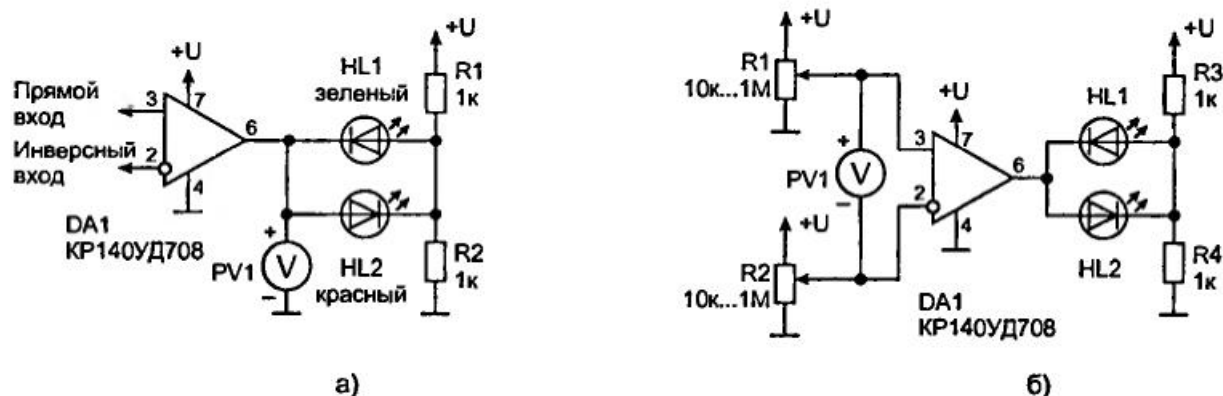 +U
HL1
зеленый
+U
R1
1к
Прямой
вход
3
7
6
Инверсный
вход
2
4
DA1
КР140УД708
+
PV1
V
−
HL2
красный
R2
1к
а)
+U
R1
10к...1М
+
PV1
V
−
+U
R2
10к...1М
+U
3
7
6
2
4
DA1
КР140УД708
HL1
HL2
+U
R3
1к
R4
1к
б)